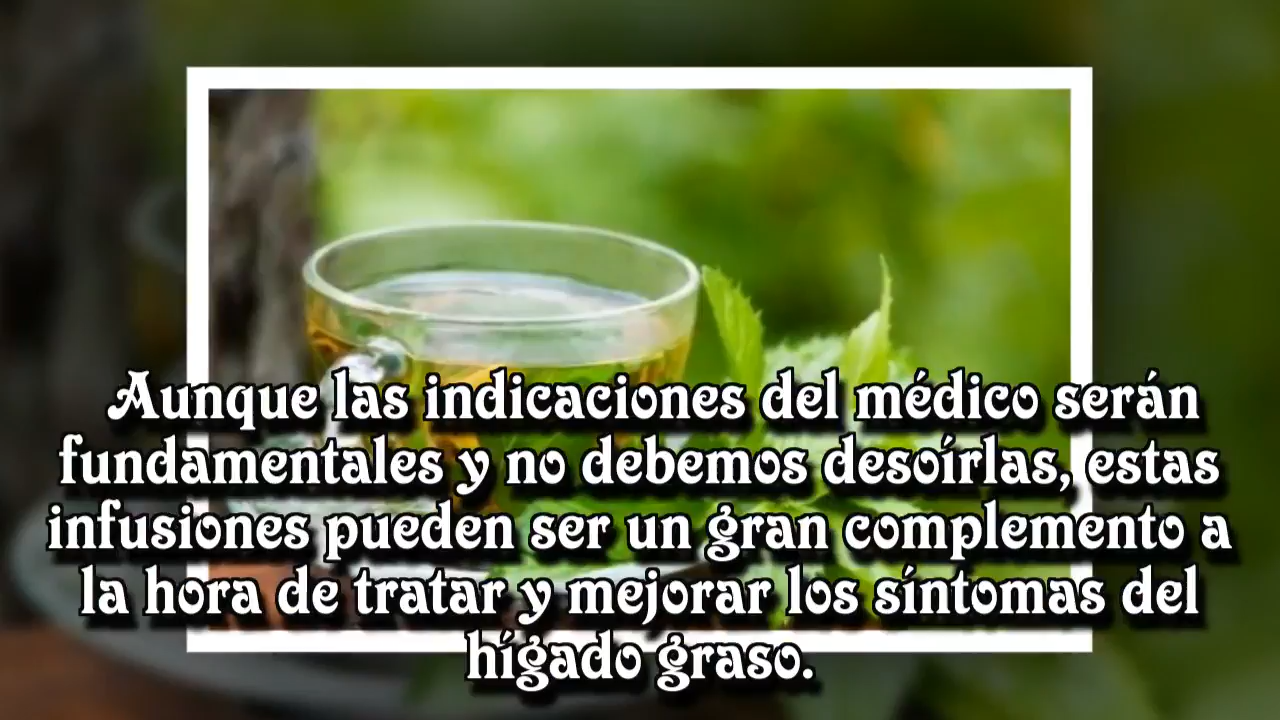 Aunque las indicaciones del médico serán
fundamentales y no debemos desoírlas, estas
infusiones pueden ser un gran complemento a
la hora de tratar y mejorar los síntomas del
hígado graso.